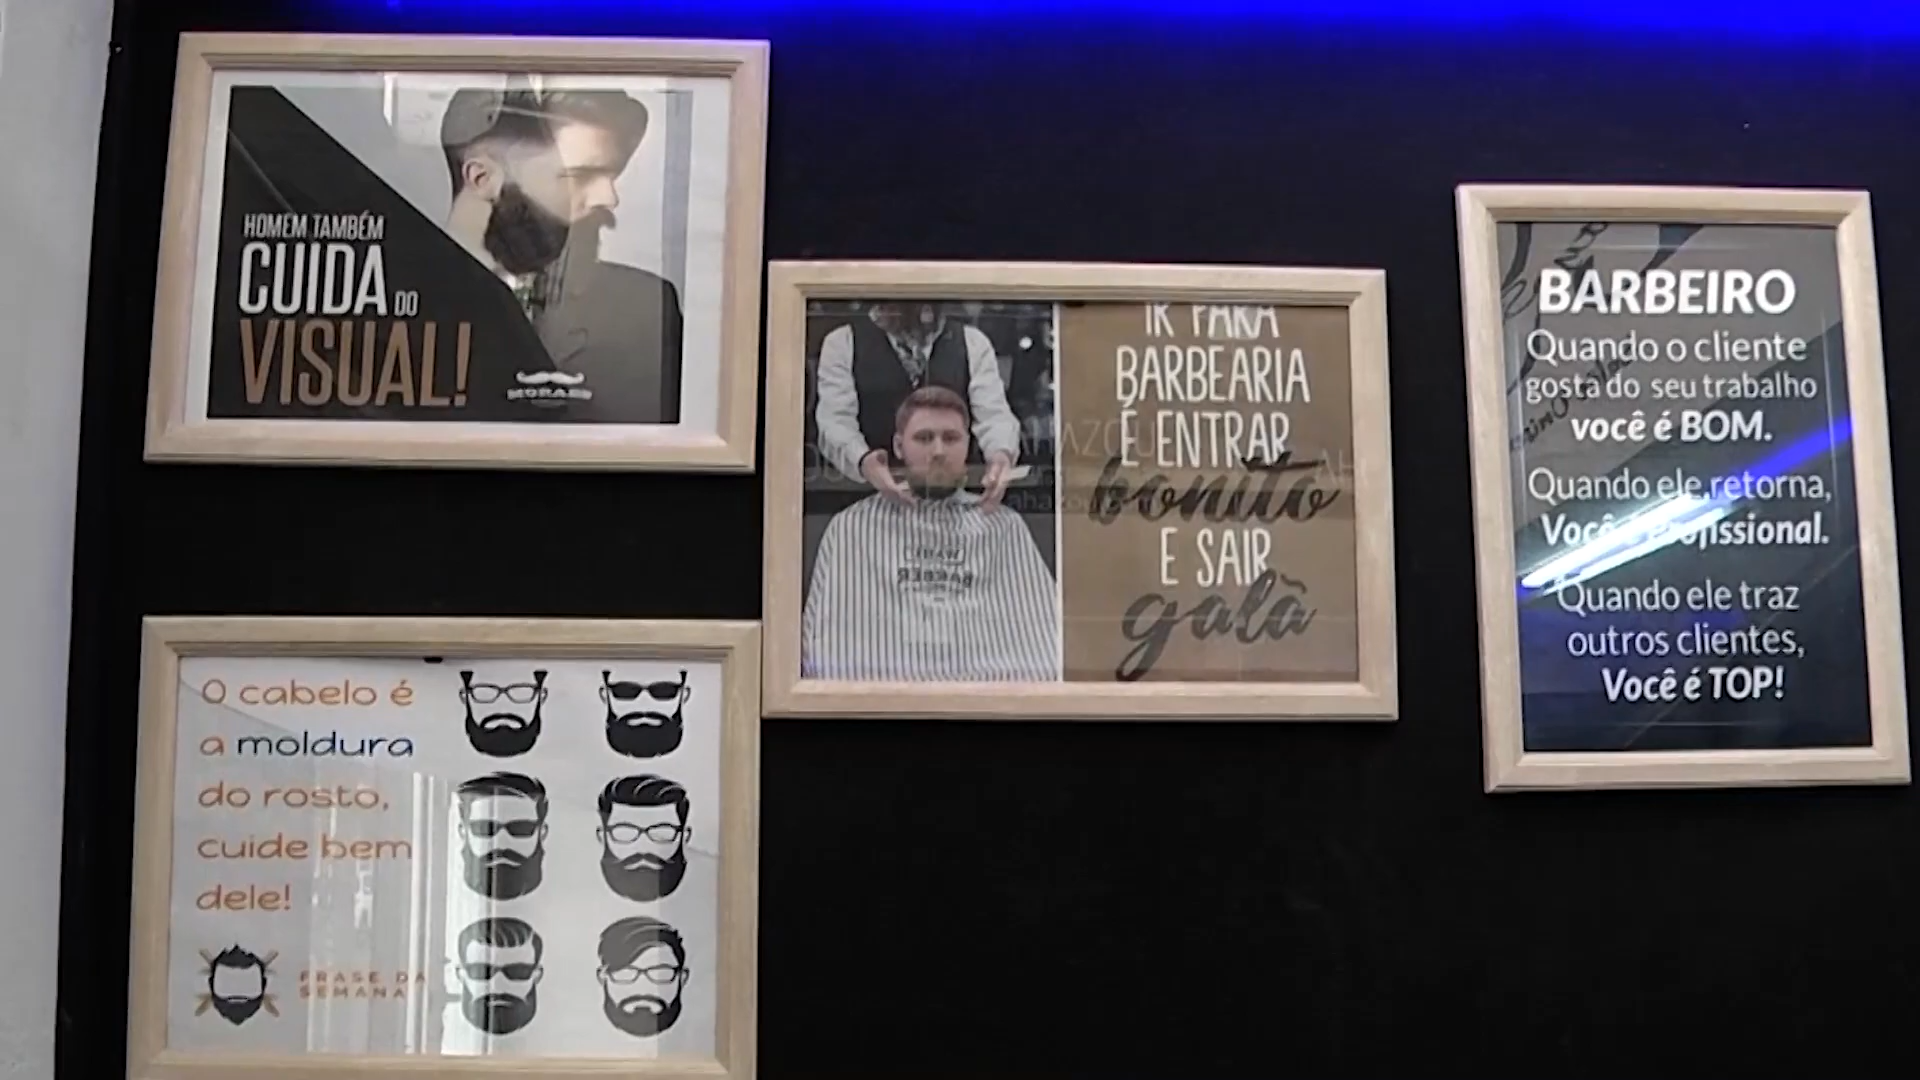 HOMEM TAMBÉM
CUIDA DO
VISUAL!
MORAES
IR PARA
BARBEARIA
É ENTRAR
bonito
E SAIR
galã
BARBEIRO
Quando o cliente
gosta do seu trabalho
você é BOM.
Quando ele retorna,
Você é Profissional.
Quando ele traz
outros clientes,
Você é TOP!
O cabelo é
a moldura
do rosto,
cuide bem
dele!
FRASE DA
SEMANA